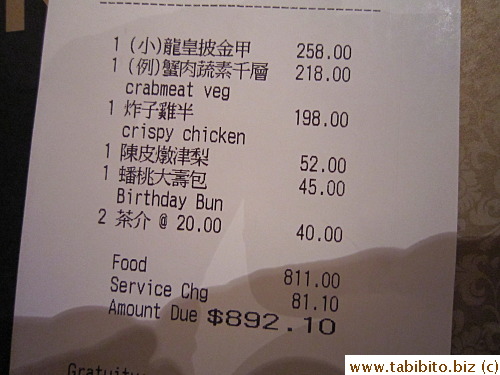 1 (小)龍皇披金甲 258.00
1 (例)蟹肉蔬素千層 218.00
crabmeat veg
1 炸子雞半 198.00
crispy chicken
1 陳皮燉津梨 52.00
1 蟠桃大壽包 45.00
Birthday Bun
2 茶介 @ 20.00 40.00
Food 811.00
Service Chg 81.10
Amount Due $892.10
Gratuity
www.tabibito.biz (c)